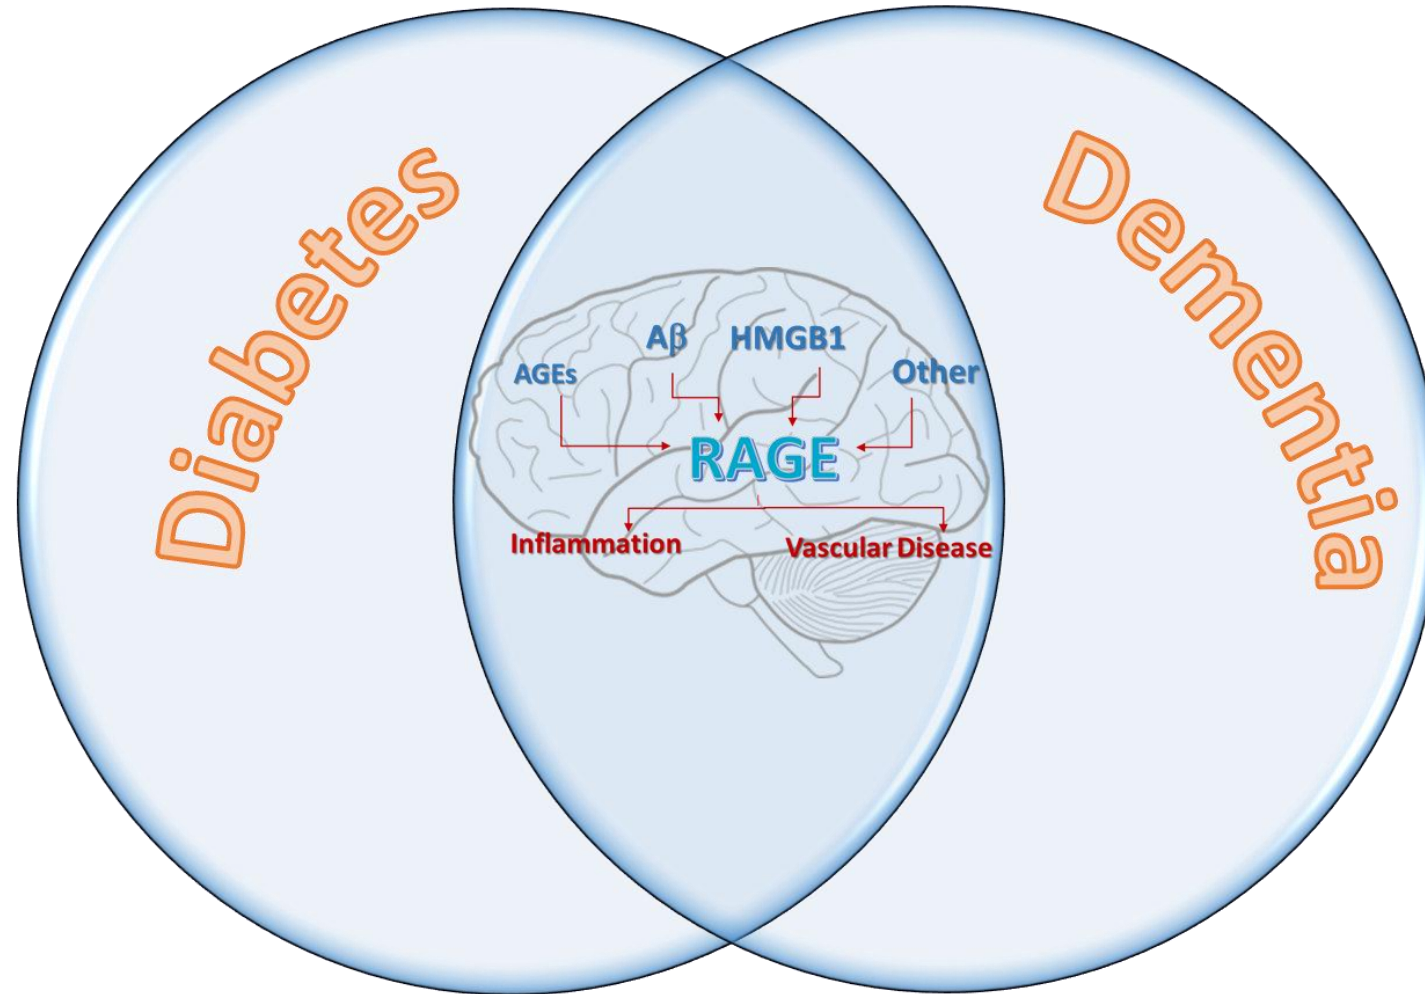 Diabetes
Dementia
Aβ
HMGB1
AGEs
Other
RAGE
Inflammation
Vascular Disease